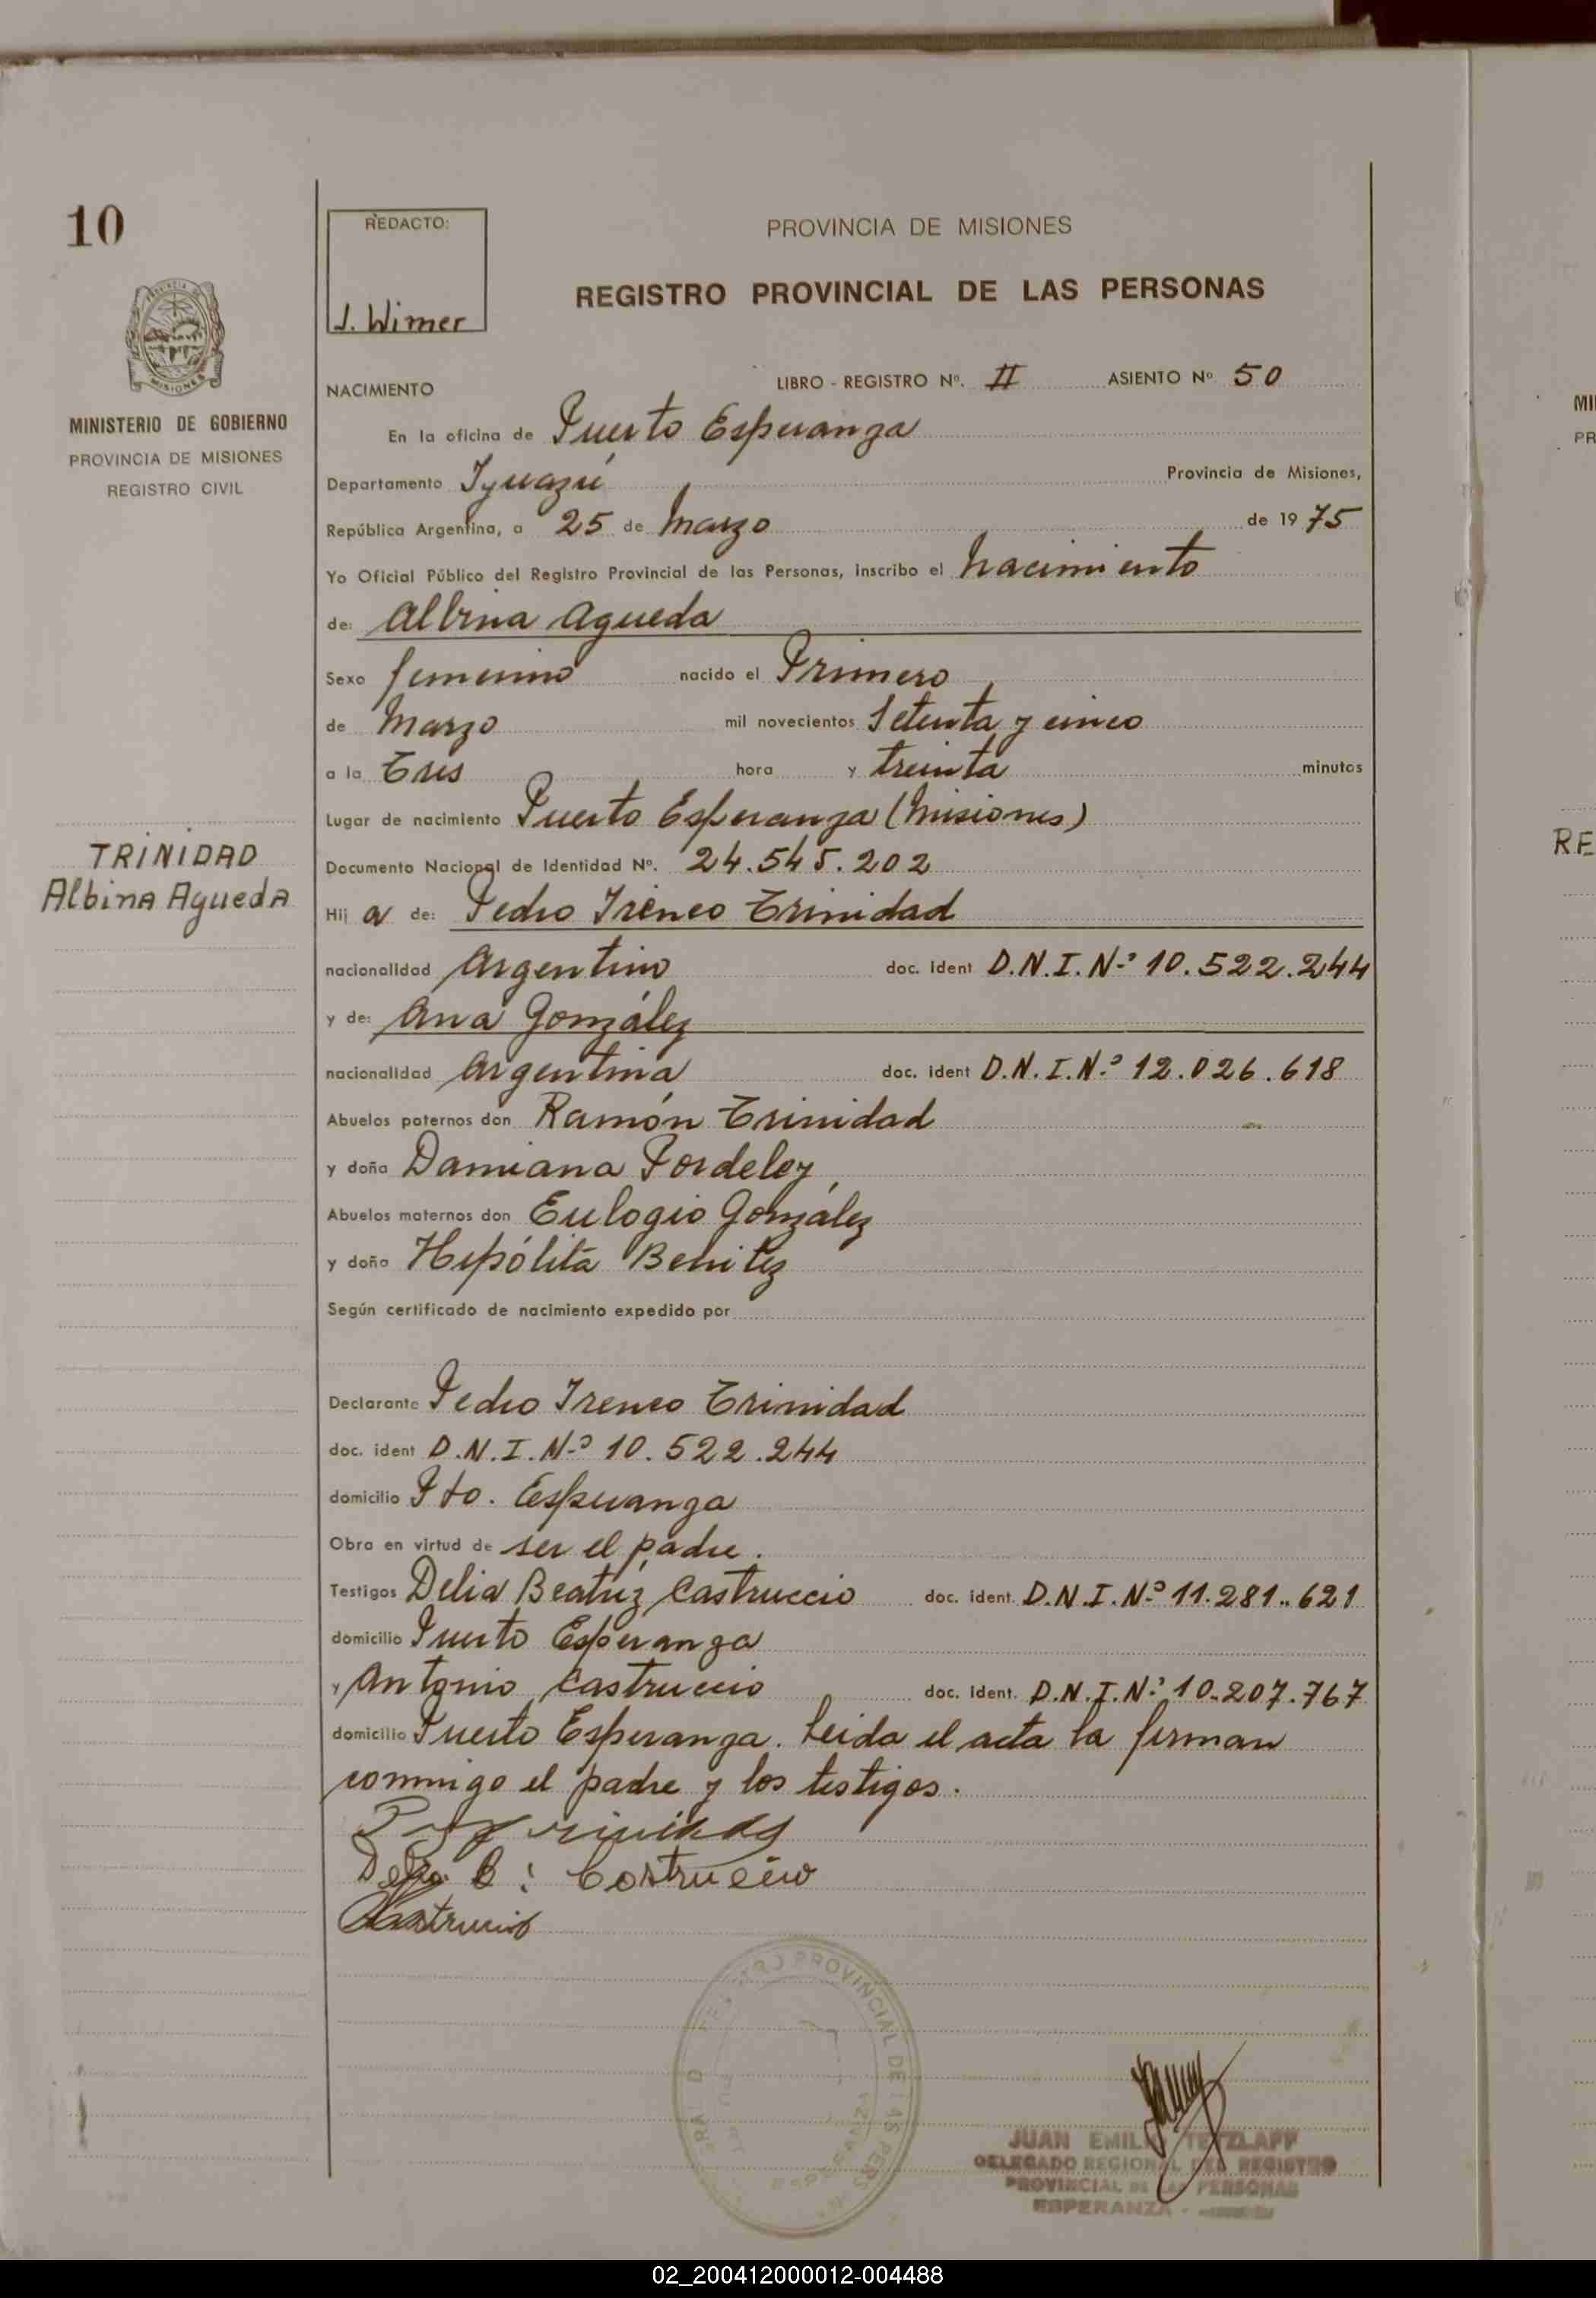 10
REDACTO:
J. Wimer
PROVINCIA DE MISIONES
REGISTRO PROVINCIAL DE LAS PERSONAS
MINISTERIO DE GOBIERNO
PROVINCIA DE MISIONES
REGISTRO CIVIL
NACIMIENTO
LIBRO - REGISTRO Nº. II ASIENTO Nº 50
En la oficina de Puerto Esperanza
Departamento Iguazú Provincia de Misiones,
República Argentina, a 25 de Marzo de 1975
Yo Oficial Público del Registro Provincial de las Personas, inscribo el Nacimiento
de: Albina Agueda
Sexo femenino nacido el Primero
de Marzo mil novecientos Setenta y cinco
a la Tres hora y treinta minutos
Lugar de nacimiento Puerto Esperanza (Misiones)
Documento Nacional de Identidad Nº. 24.545.202
TRINIDAD
Albina Agueda
Hij a de: Pedro Ireneo Trinidad
nacionalidad Argentino doc. ident D.N.I.Nº 10.522.244
y de: Ana González
nacionalidad Argentina doc. ident D.N.I.Nº 12.026.618
Abuelos paternos don Ramón Trinidad
y doña Damiana Pordeley
Abuelos maternos don Eulogio González
y doña Hipólita Benitez
Según certificado de nacimiento expedido por
Declarante Pedro Ireneo Trinidad
doc. ident D.N.I.Nº 10.522.244
domicilio Pto. Esperanza
Obra en virtud de ser el padre.
Testigos Delia Beatríz Castruccio doc. ident. D.N.I.Nº 11.281.621
domicilio Puerto Esperanza
y Antonio Castruccio doc. ident. D.N.I.Nº 10.207.767
domicilio Puerto Esperanza. Leida el acta la firman
conmigo el padre y los testigos.
JUAN EMILIO TETZLAFF
DELEGADO REGIONAL DEL REGISTRO
PROVINCIAL DE LAS PERSONAS
ESPERANZA -
02_200412000012-004488